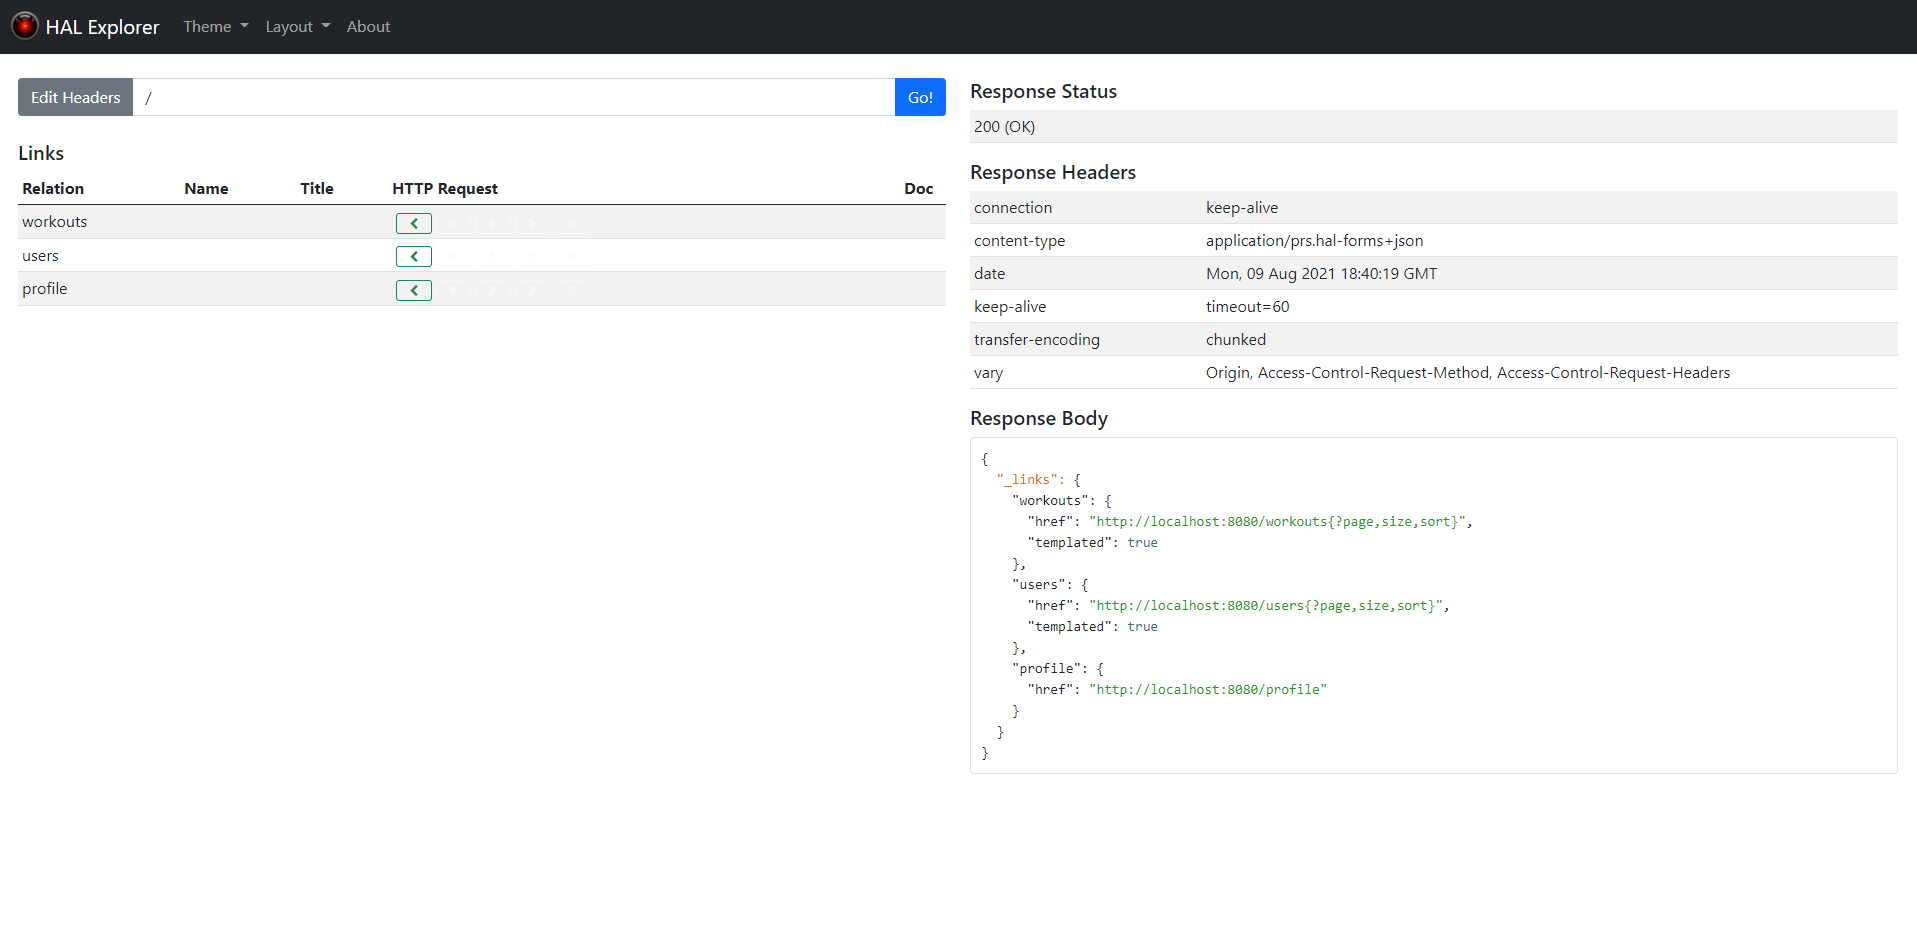 HAL Explorer Theme Layout About
Edit Headers / Go!
Links
Relation Name Title HTTP Request Doc
workouts
users
profile
Response Status
200 (OK)
Response Headers
connection keep-alive
content-type application/prs.hal-forms+json
date Mon, 09 Aug 2021 18:40:19 GMT
keep-alive timeout=60
transfer-encoding chunked
vary Origin, Access-Control-Request-Method, Access-Control-Request-Headers
Response Body
{
"_links": {
"workouts": {
"href": "http://localhost:8080/workouts{?page,size,sort}",
"templated": true
},
"users": {
"href": "http://localhost:8080/users{?page,size,sort}",
"templated": true
},
"profile": {
"href": "http://localhost:8080/profile"
}
}
}